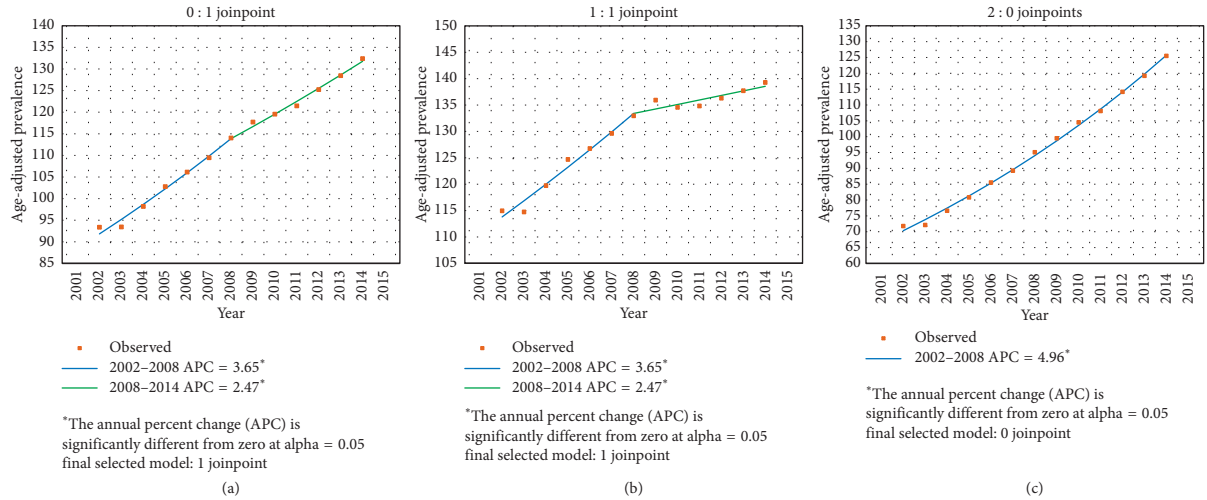 0 : 1 joinpoint
Age-adjusted prevalence
140
135
130
125
120
115
110
105
100
95
90
85
2001
2002
2003
2004
2005
2006
2007
2008
2009
2010
2011
2012
2013
2014
2015
Year
Observed
2002–2008 APC = 3.65*
2008–2014 APC = 2.47*
*The annual percent change (APC) is
significantly different from zero at alpha = 0.05
final selected model: 1 joinpoint
(a)
1 : 1 joinpoint
Age-adjusted prevalence
150
145
140
135
130
125
120
115
110
105
2001
2002
2003
2004
2005
2006
2007
2008
2009
2010
2011
2012
2013
2014
2015
Year
Observed
2002–2008 APC = 3.65*
2008–2014 APC = 2.47*
*The annual percent change (APC) is
significantly different from zero at alpha = 0.05
final selected model: 1 joinpoint
(b)
2 : 0 joinpoints
Age-adjusted prevalence
135
130
125
120
115
110
105
100
95
90
85
80
75
70
65
60
2001
2002
2003
2004
2005
2006
2007
2008
2009
2010
2011
2012
2013
2014
2015
Year
Observed
2002–2008 APC = 4.96*
*The annual percent change (APC) is
significantly different from zero at alpha = 0.05
final selected model: 0 joinpoint
(c)